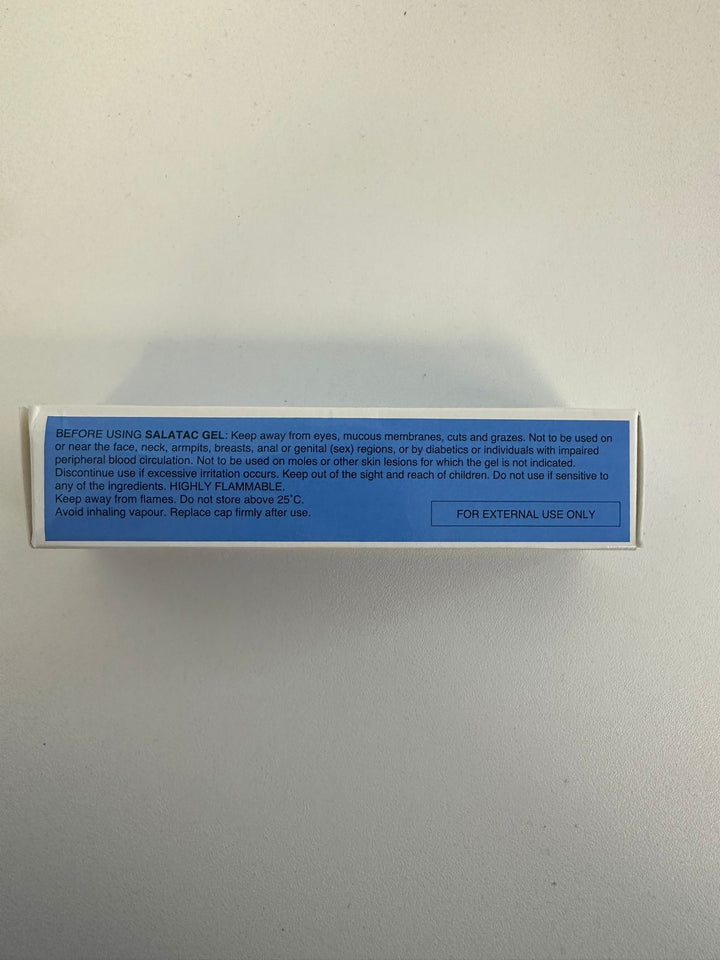 BEFORE USING SALATAC GEL: Keep away from eyes, mucous membranes, cuts and grazes. Not to be used on
or near the face, neck, armpits, breasts, anal or genital (sex) regions, or by diabetics or individuals with impaired
peripheral blood circulation. Not to be used on moles or other skin lesions for which the gel is not indicated.
Discontinue use if excessive irritation occurs. Keep out of the sight and reach of children. Do not use if sensitive to
any of the ingredients. HIGHLY FLAMMABLE.
Keep away from flames. Do not store above 25˚C.
Avoid inhaling vapour. Replace cap firmly after use.
FOR EXTERNAL USE ONLY